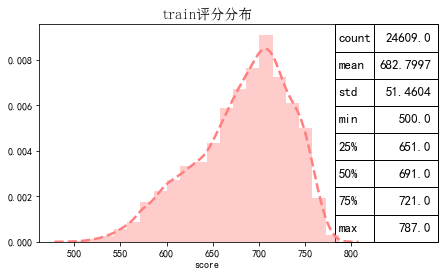 train评分分布
0.008
0.006
0.004
0.002
0.000
500 550 600 650 700 750 800
score
count 24609.0
mean 682.7997
std 51.4604
min 500.0
25% 651.0
50% 691.0
75% 721.0
max 787.0